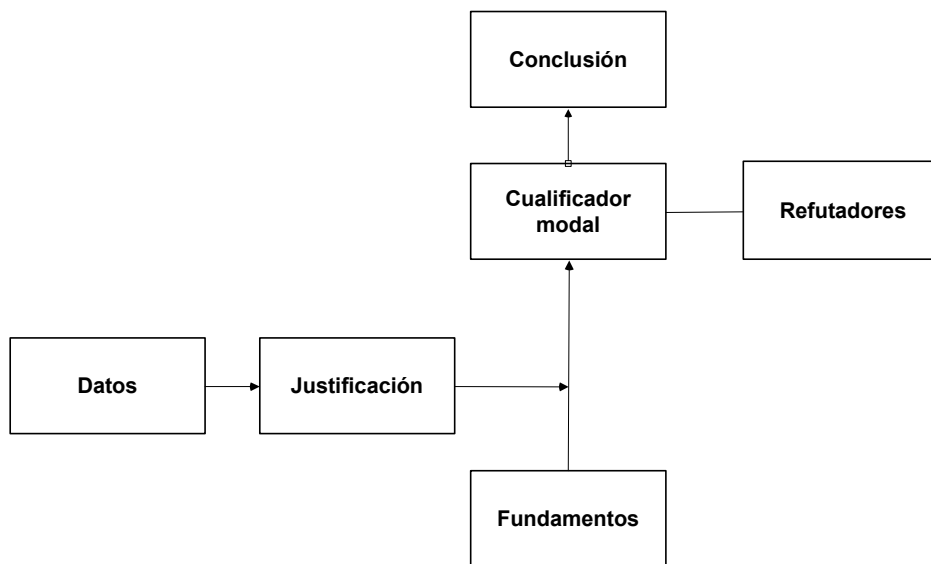 Conclusión
Cualificador
modal
Refutadores
Datos
Justificación
Fundamentos